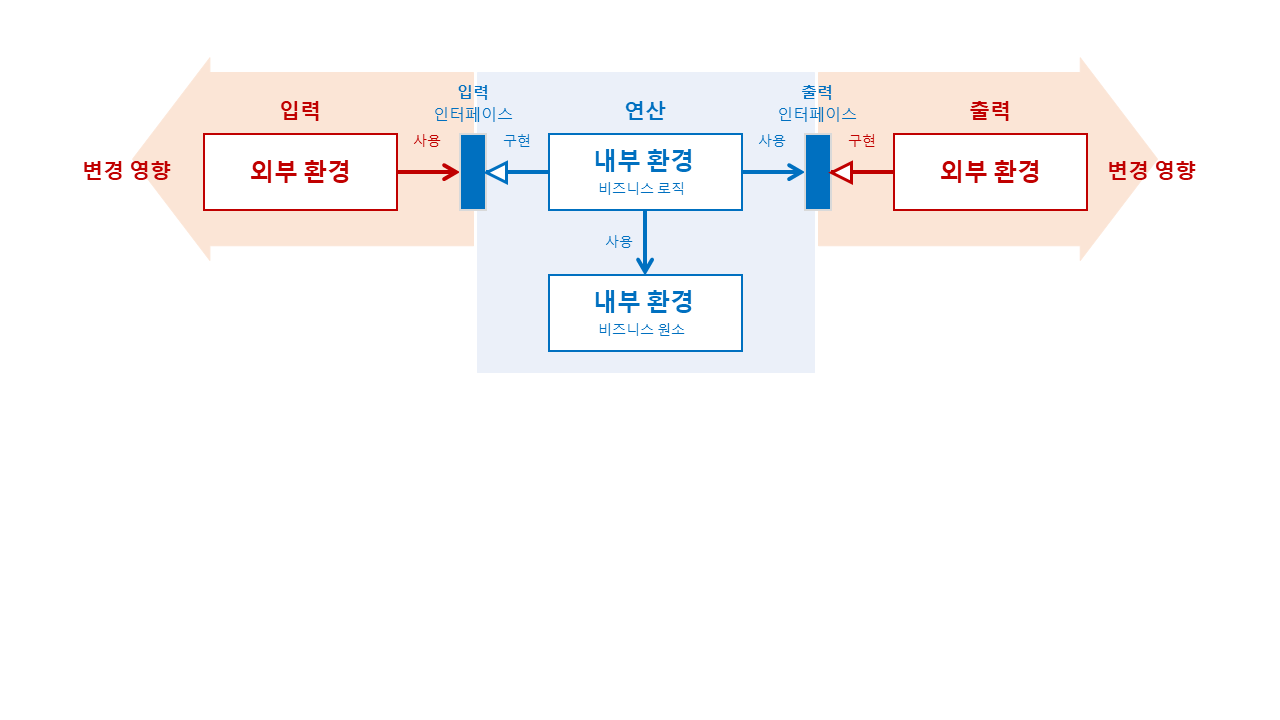 입력
출력
입력
인터페이스
연산
출력
인터페이스
사용
구현
사용
구현
변경 영향
외부 환경
내부 환경
비즈니스 로직
외부 환경
변경 영향
사용
내부 환경
비즈니스 원소